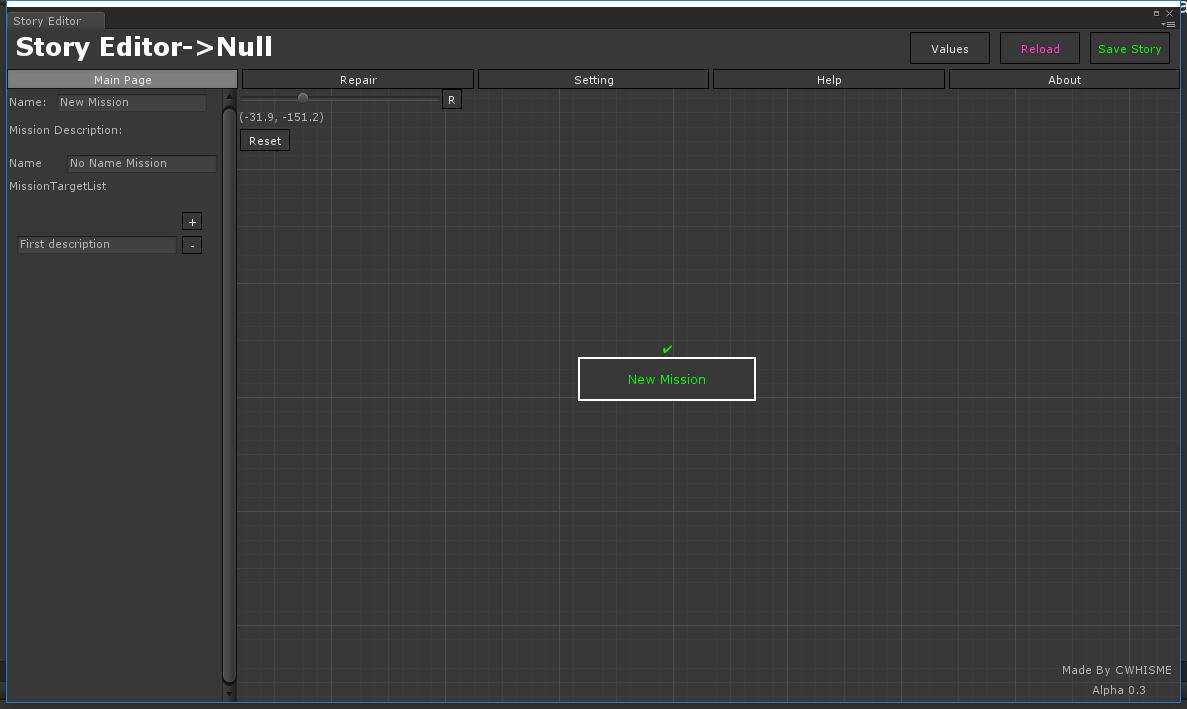 Story Editor
Story Editor->Null
Values
Reload
Save Story
Main Page
Repair
Setting
Help
About
Name: New Mission
Mission Description:
Name No Name Mission
MissionTargetList
+
First description -
R
(-31.9, -151.2)
Reset
✔
New Mission
Made By CWHISME
Alpha 0.3